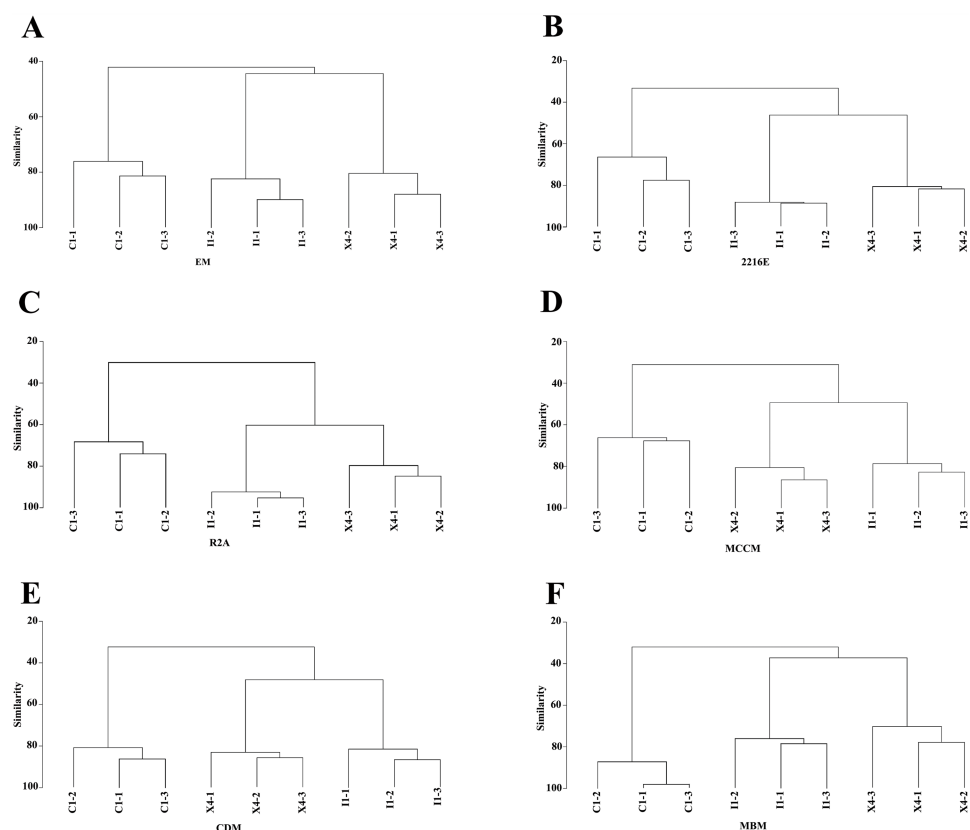 A
Similarity
40
60
80
100
C1-1
C1-2
C1-3
I1-2
I1-1
I1-3
X4-2
X4-1
X4-3
EM
B
Similarity
20
40
60
80
100
C1-1
C1-2
C1-3
I1-3
I1-1
I1-2
X4-3
X4-1
X4-2
2216E
C
Similarity
20
40
60
80
100
C1-3
C1-1
C1-2
I1-2
I1-1
I1-3
X4-3
X4-1
X4-2
R2A
D
Similarity
20
40
60
80
100
C1-3
C1-1
C1-2
X4-2
X4-1
X4-3
I1-1
I1-2
I1-3
MCCM
E
Similarity
20
40
60
80
100
C1-2
C1-1
C1-3
X4-1
X4-2
X4-3
I1-1
I1-2
I1-3
CDM
F
Similarity
20
40
60
80
100
C1-2
C1-1
C1-3
I1-2
I1-1
I1-3
X4-3
X4-1
X4-2
MBM